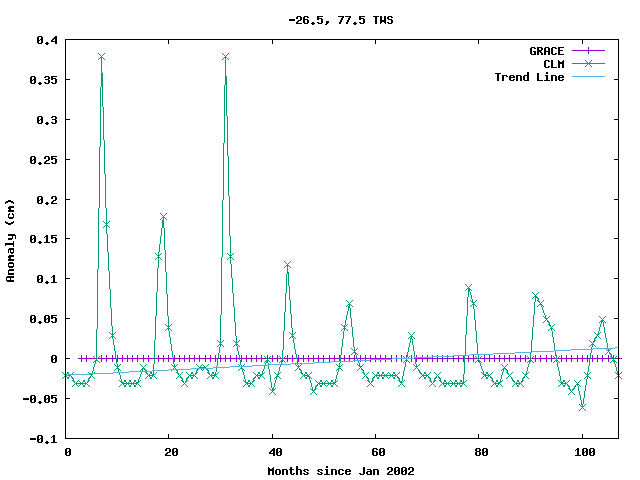 -26.5, 77.5 TWS
GRACE
CLM
Trend Line
0.4
0.35
0.3
0.25
0.2
0.15
0.1
0.05
0
-0.05
-0.1
Anomaly (cm)
0 20 40 60 80 100
Months since Jan 2002